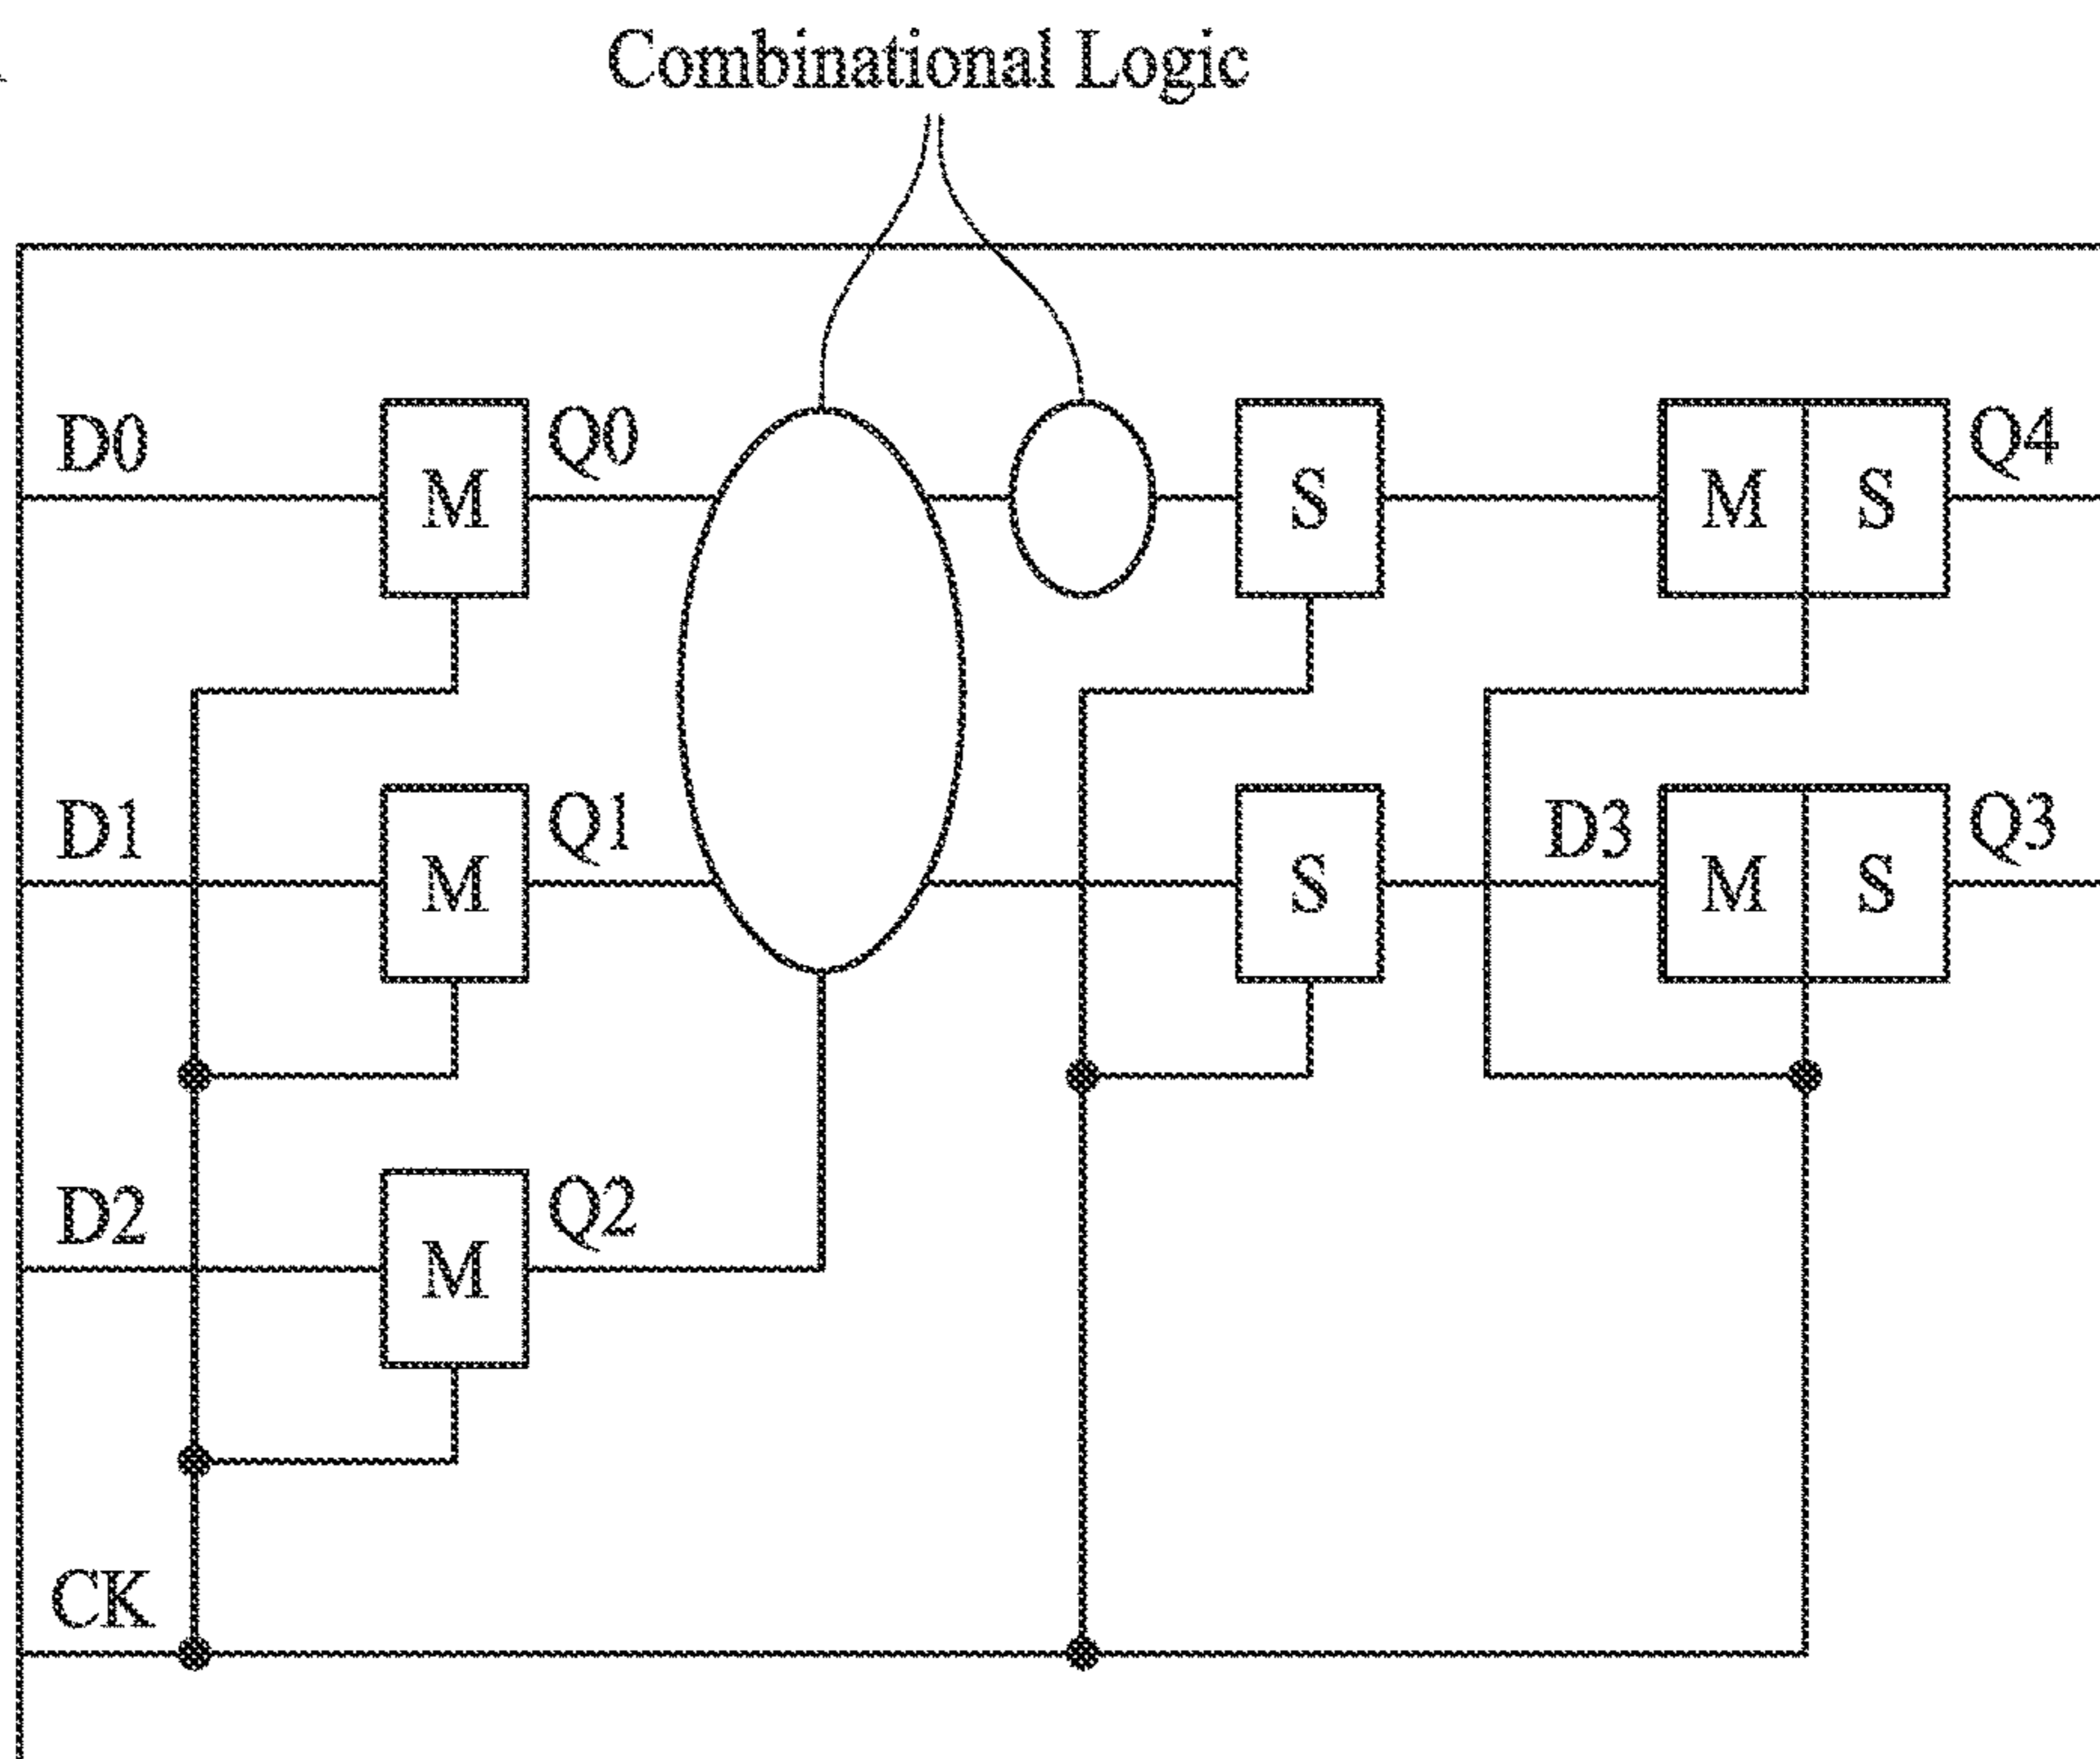 Combinational Logic
D0 M Q0 S M S Q4
D1 M Q1 S D3 M S Q3
D2 M Q2
CK